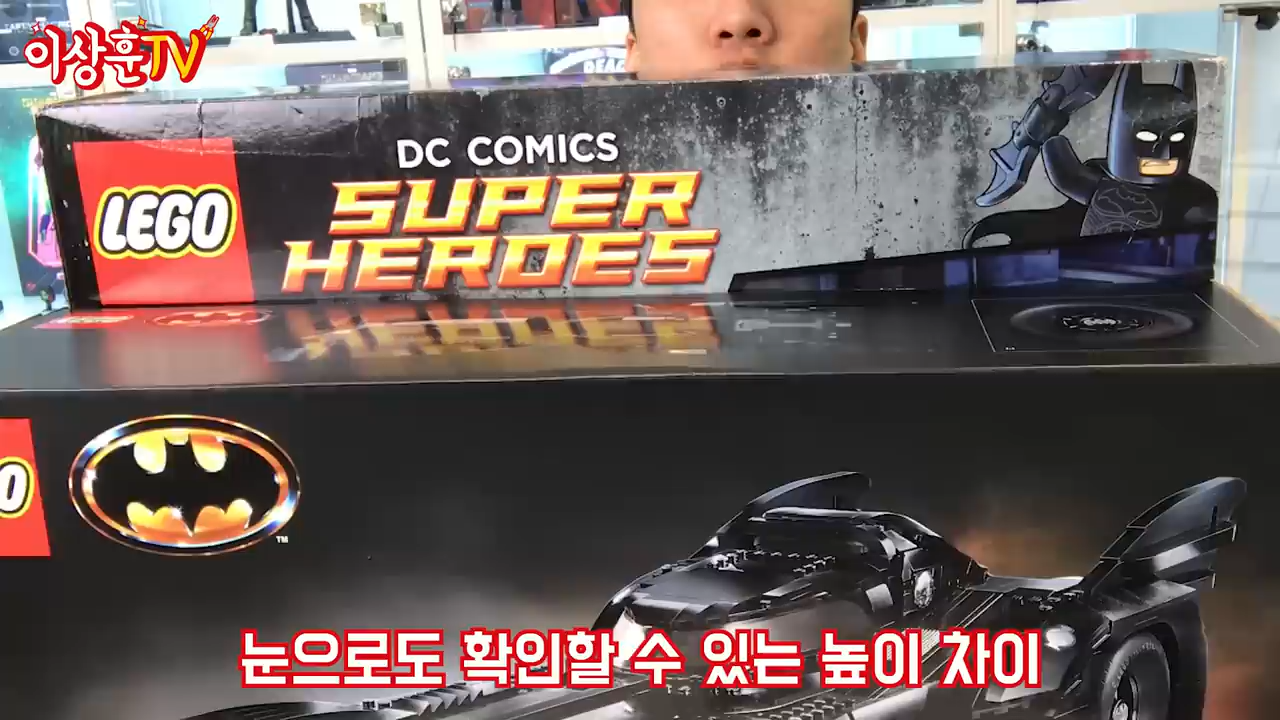 이상훈TV
DC COMICS
SUPER
HEROES
LEGO
TM
눈으로도 확인할 수 있는 높이 차이